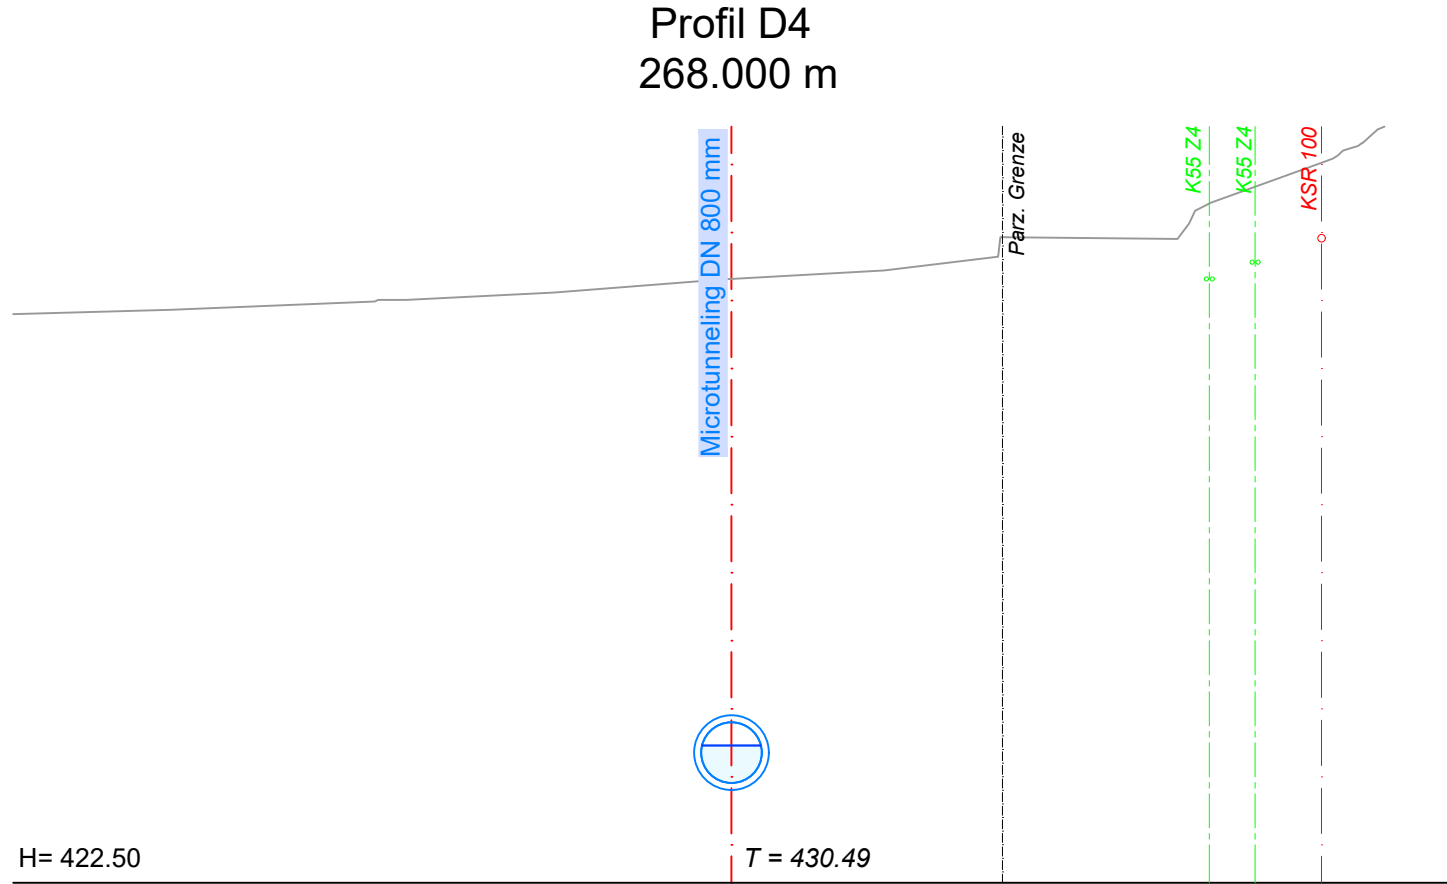 Profil D4
268.000 m
Microtunneling DN 800 mm
Parz. Grenze
K55 Z4
K55 Z4
KSR 100
H= 422.50
T = 430.49